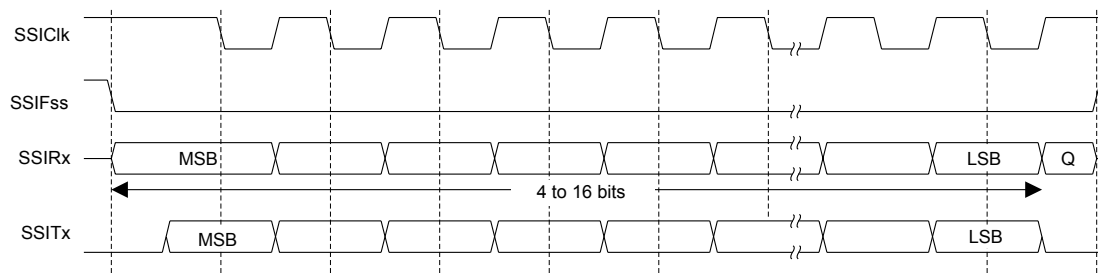 SSIClk
SSIFss
SSIRx MSB LSB Q
4 to 16 bits
SSITx MSB LSB